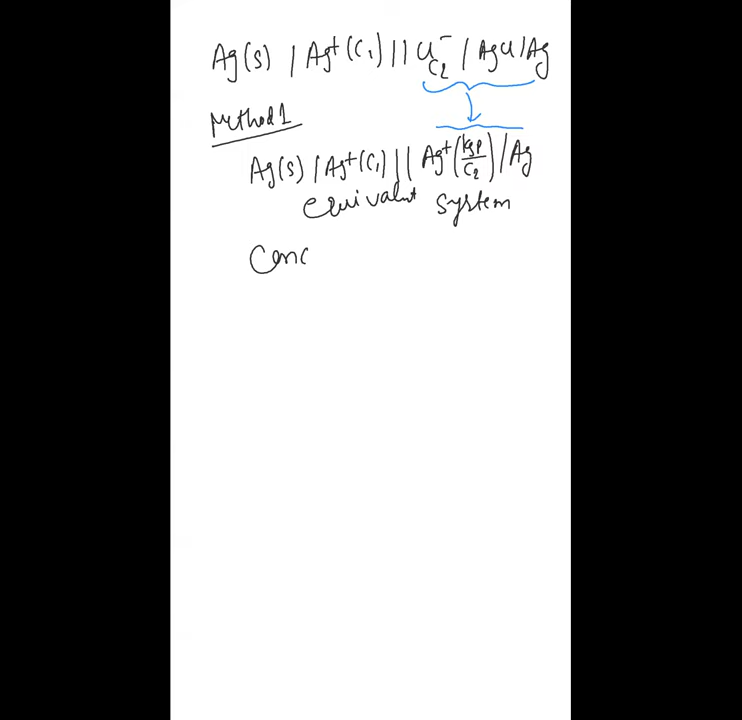 Ag(s) / Ag+ (C1) || Cl- C2 / AgCl / Ag
Method 1
Ag(s) / Ag+ (C1) || Ag+ (ksp/C2) / Ag
equivalent system
Conc